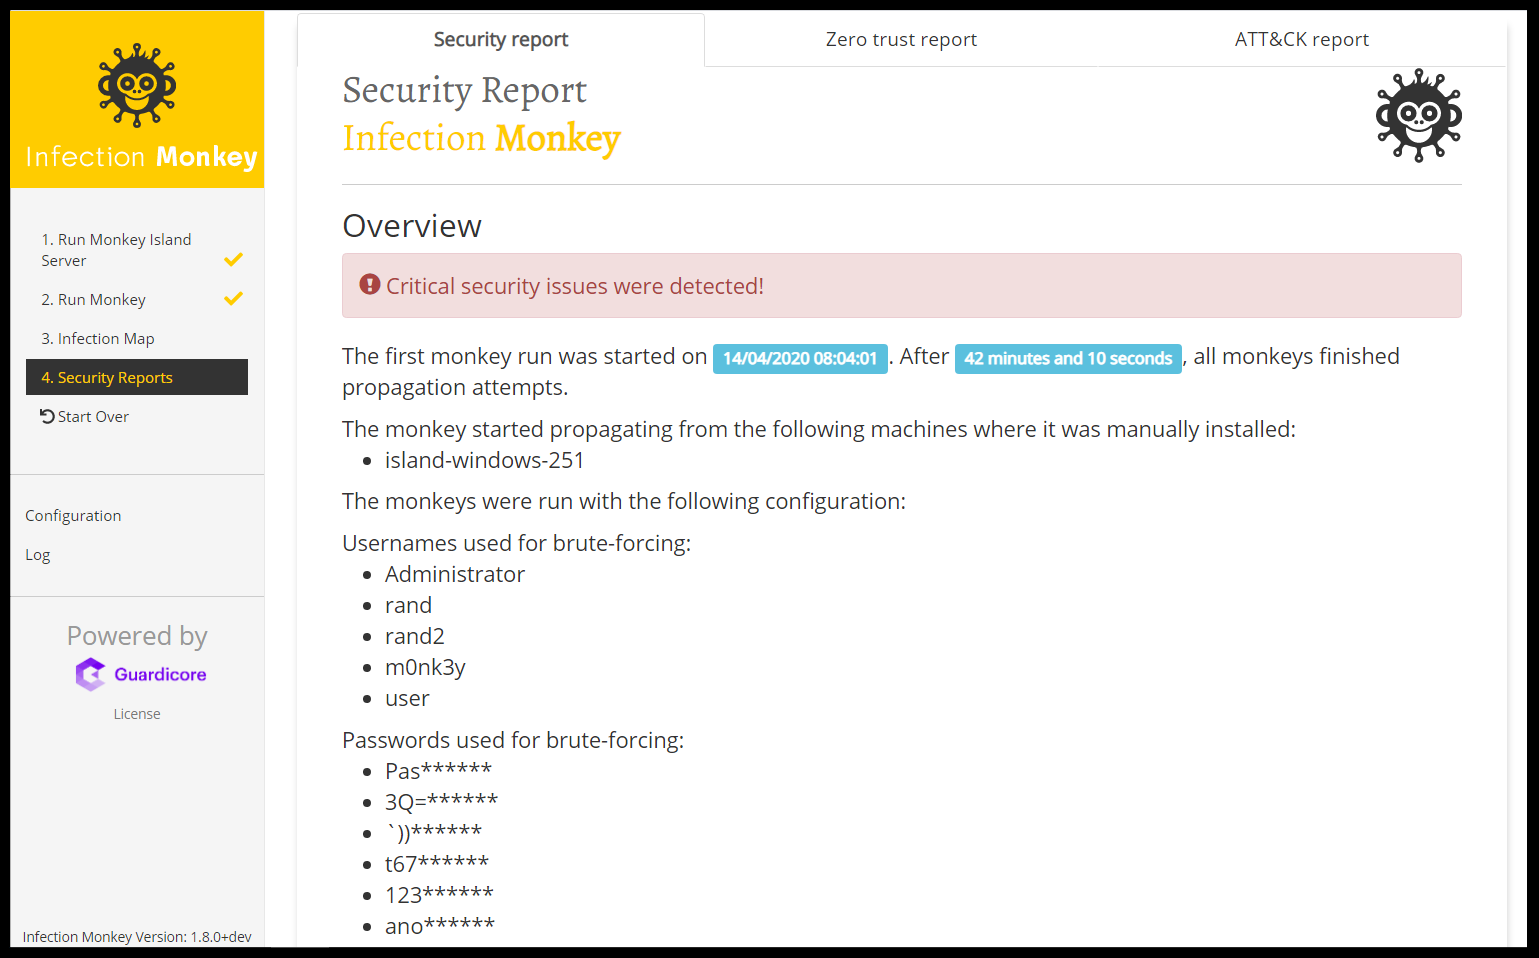 Infection Monkey
1. Run Monkey Island
Server
2. Run Monkey
3. Infection Map
4. Security Reports
Start Over
Configuration
Log
Powered by
Guardicore
License
Infection Monkey Version: 1.8.0+dev
Security report
Zero trust report
ATT&CK report
Security Report
Infection Monkey
Overview
Critical security issues were detected!
The first monkey run was started on 14/04/2020 08:04:01. After 42 minutes and 10 seconds, all monkeys finished
propagation attempts.
The monkey started propagating from the following machines where it was manually installed:
• island-windows-251
The monkeys were run with the following configuration:
Usernames used for brute-forcing:
• Administrator
• rand
• rand2
• m0nk3y
• user
Passwords used for brute-forcing:
• Pas******
• 3Q=******
• `))******
• t67******
• 123******
• ano******